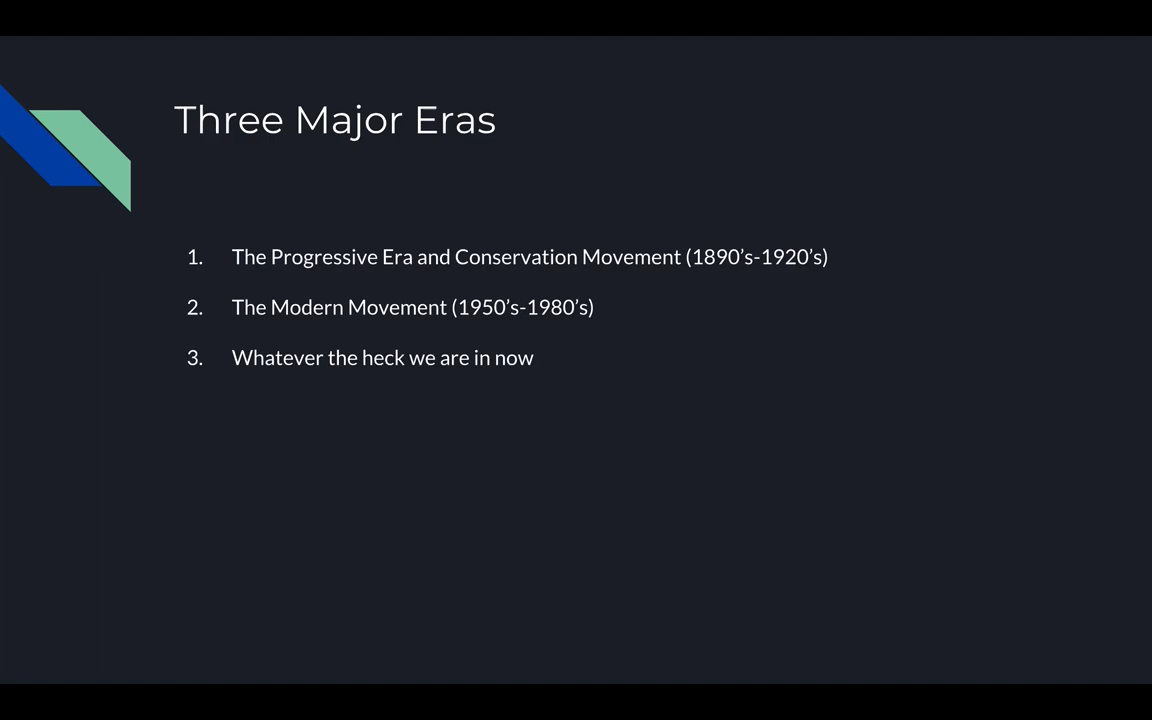 Three Major Eras
1. The Progressive Era and Conservation Movement (1890’s-1920’s)
2. The Modern Movement (1950’s-1980’s)
3. Whatever the heck we are in now